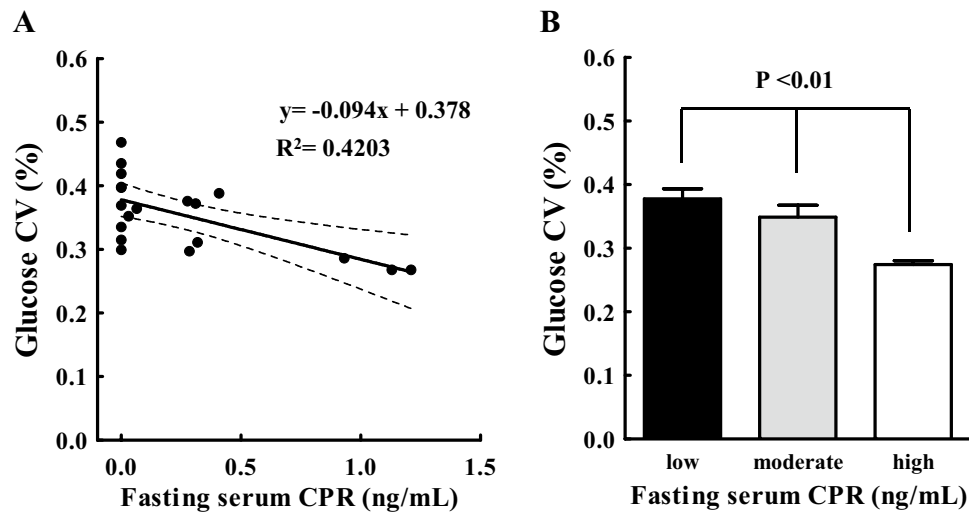 A
Glucose CV (%)
0.6
0.5
0.4
0.3
0.2
0.1
0.0
y= -0.094x + 0.378
R²= 0.4203
0.0 0.5 1.0 1.5
Fasting serum CPR (ng/mL)
B
Glucose CV (%)
0.6
0.5
0.4
0.3
0.2
0.1
0.0
P <0.01
low moderate high
Fasting serum CPR (ng/mL)